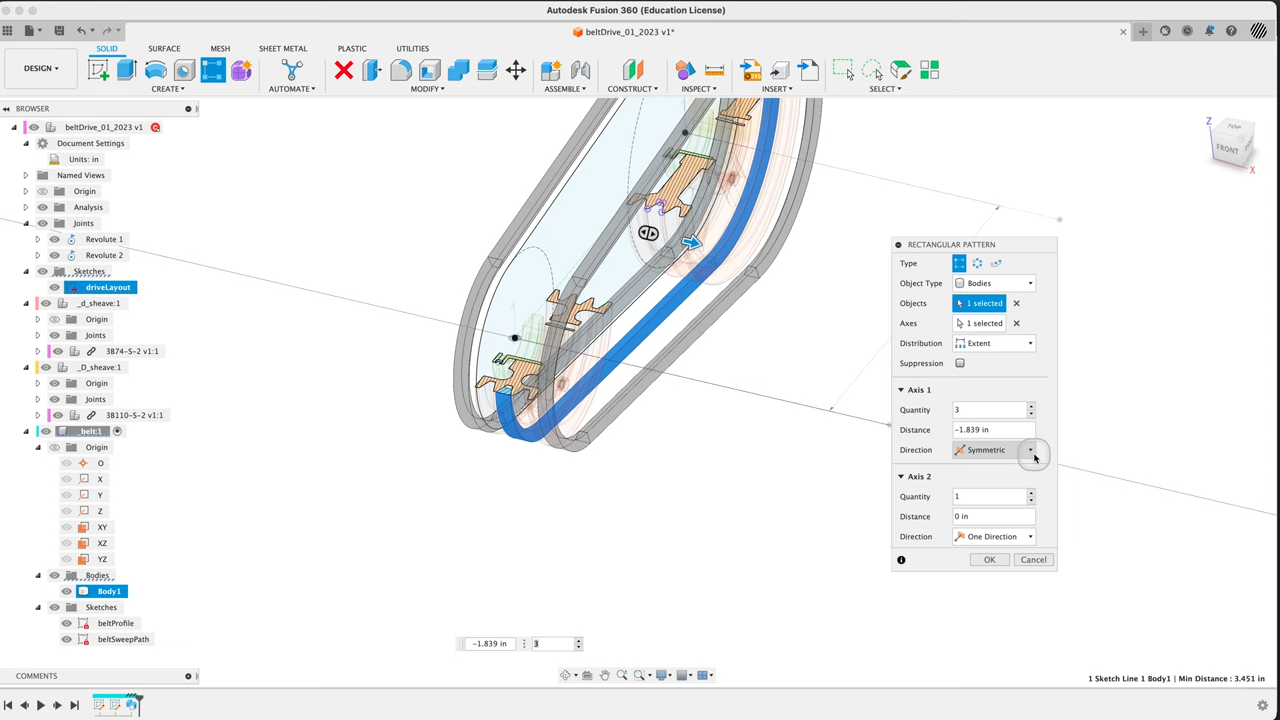 Autodesk Fusion 360 (Education License)
beltDrive_01_2023 v1*
DESIGN
SOLID SURFACE MESH SHEET METAL PLASTIC UTILITIES
CREATE AUTOMATE MODIFY ASSEMBLE CONSTRUCT INSPECT INSERT SELECT
BROWSER
beltDrive_01_2023 v1
Document Settings
Units: in
Named Views
Origin
Analysis
Joints
Revolute 1
Revolute 2
Sketches
driveLayout
_d_sheave:1
Origin
Joints
3B74-S-2 v1:1
_D_sheave:1
Origin
Joints
3B110-S-2 v1:1
_belt:1
Origin
O
X
Y
Z
XY
XZ
YZ
Bodies
Body1
Sketches
beltProfile
beltSweepPath
COMMENTS
Z
TOP
FRONT
X
RECTANGULAR PATTERN
Type
Object Type Bodies
Objects 1 selected
Axes 1 selected
Distribution Extent
Suppression
Axis 1
Quantity 3
Distance -1.839 in
Direction Symmetric
Axis 2
Quantity 1
Distance 0 in
Direction One Direction
OK Cancel
-1.839 in 3
1 Sketch Line 1 Body1 | Min Distance : 3.451 in